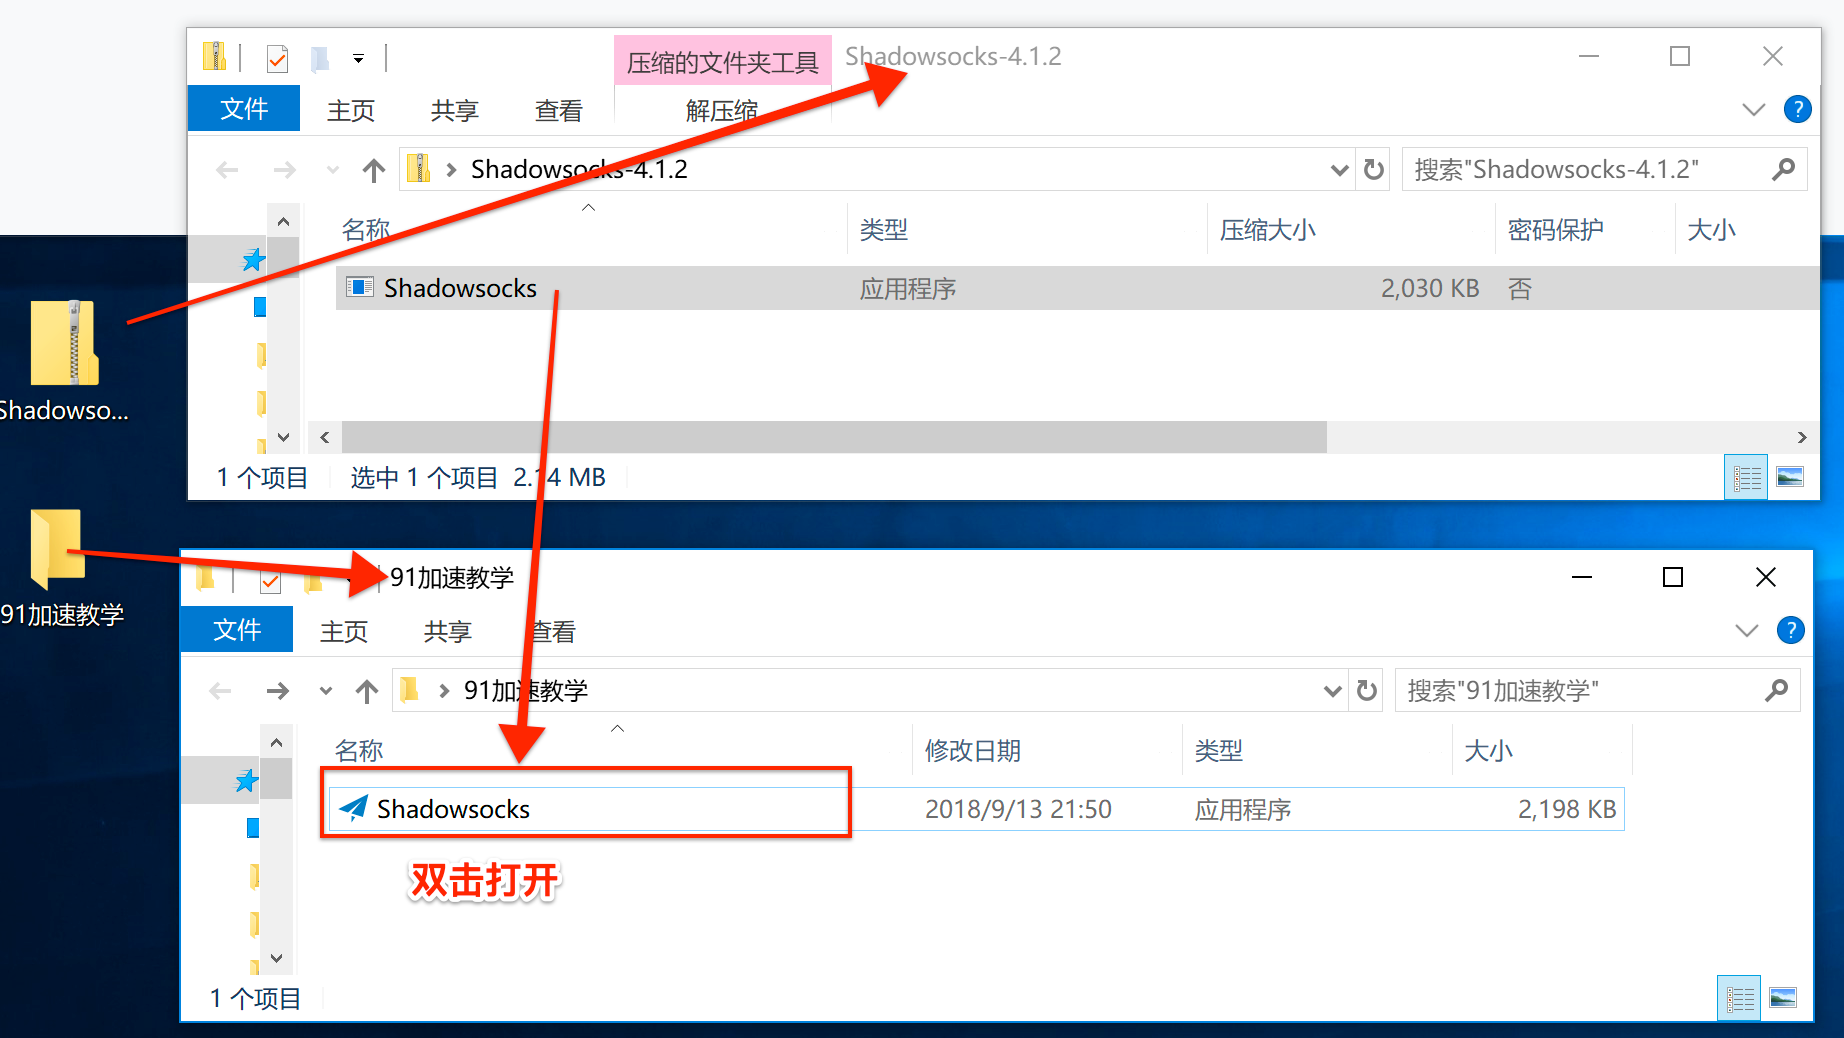 压缩的文件夹工具
Shadowsocks-4.1.2
文件
主页
共享
查看
解压缩
Shadowsocks-4.1.2
搜索"Shadowsocks-4.1.2"
名称
类型
压缩大小
密码保护
大小
Shadowsocks
应用程序
2,030 KB
否
Shadowso...
1 个项目
选中 1 个项目 2.14 MB
91加速教学
91加速教学
文件
主页
共享
查看
91加速教学
搜索"91加速教学"
名称
修改日期
类型
大小
Shadowsocks
2018/9/13 21:50
应用程序
2,198 KB
双击打开
1 个项目